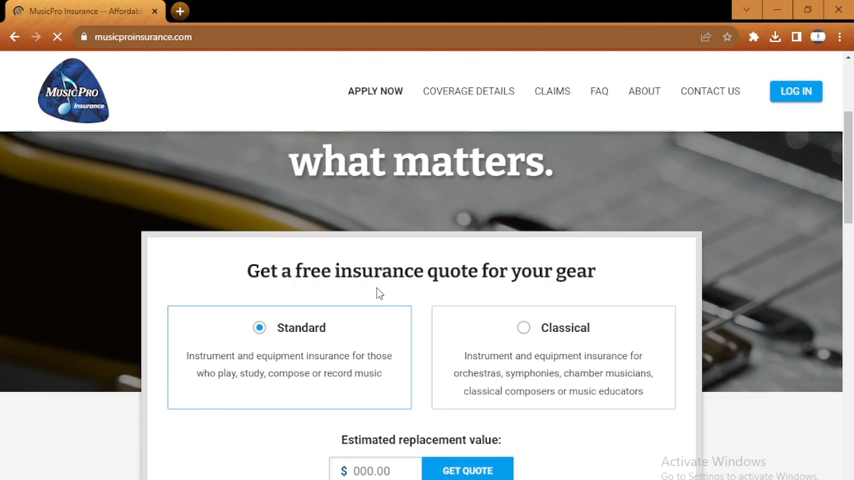 MusicPro Insurance -- Affordabl
musicproinsurance.com
MUSICPRO
Insurance
APPLY NOW COVERAGE DETAILS CLAIMS FAQ ABOUT CONTACT US LOG IN
what matters.
Get a free insurance quote for your gear
Standard
Instrument and equipment insurance for those
who play, study, compose or record music
Classical
Instrument and equipment insurance for
orchestras, symphonies, chamber musicians,
classical composers or music educators
Estimated replacement value:
$ 000.00 GET QUOTE
Activate Windows
Go to Settings to activate Windows.